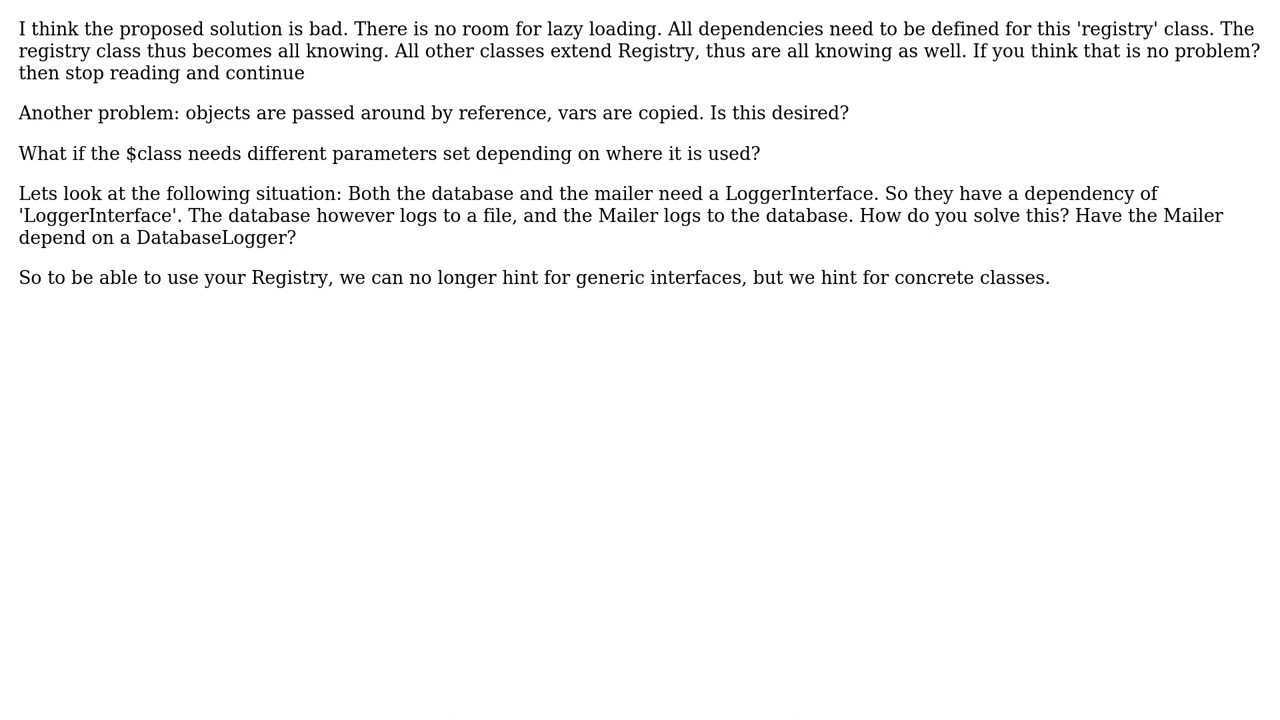 I think the proposed solution is bad. There is no room for lazy loading. All dependencies need to be defined for this 'registry' class. The
registry class thus becomes all knowing. All other classes extend Registry, thus are all knowing as well. If you think that is no problem?
then stop reading and continue
Another problem: objects are passed around by reference, vars are copied. Is this desired?
What if the $class needs different parameters set depending on where it is used?
Lets look at the following situation: Both the database and the mailer need a LoggerInterface. So they have a dependency of
'LoggerInterface'. The database however logs to a file, and the Mailer logs to the database. How do you solve this? Have the Mailer
depend on a DatabaseLogger?
So to be able to use your Registry, we can no longer hint for generic interfaces, but we hint for concrete classes.